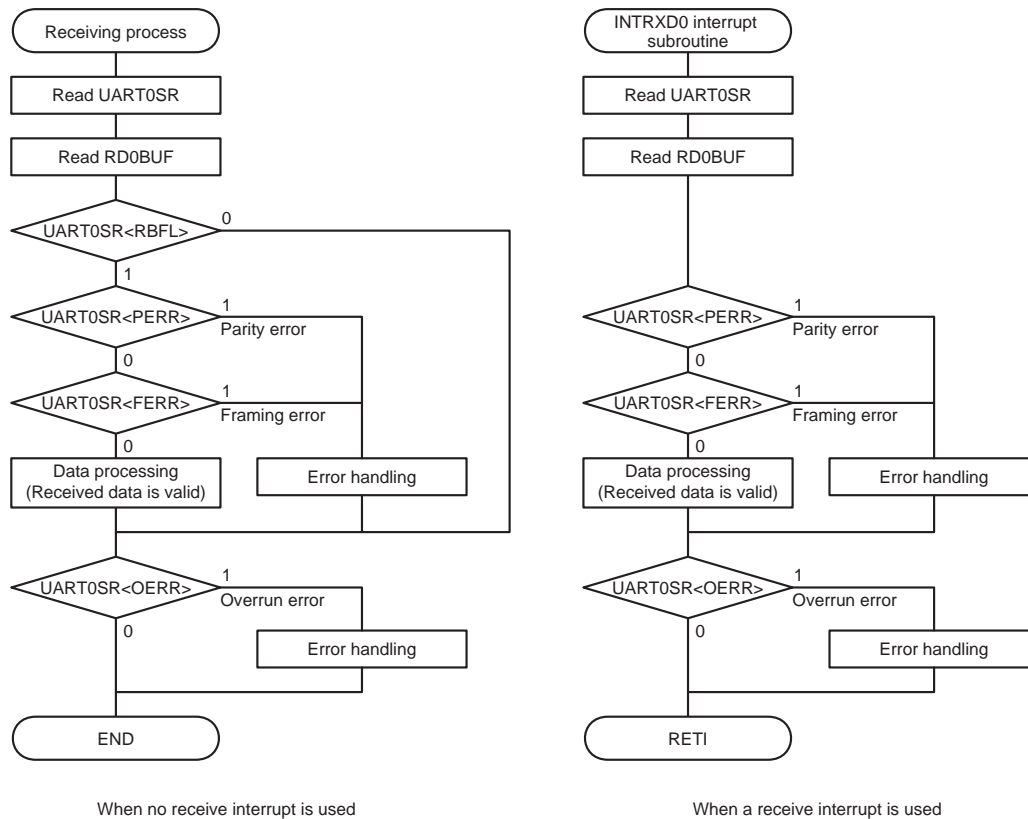 Receiving process
Read UART0SR
Read RD0BUF
UART0SR<RBFL>
0
1
UART0SR<PERR>
1
Parity error
0
UART0SR<FERR>
1
Framing error
0
Data processing
(Received data is valid)
Error handling
UART0SR<OERR>
1
Overrun error
0
Error handling
END
When no receive interrupt is used
INTRXD0 interrupt
subroutine
Read UART0SR
Read RD0BUF
UART0SR<PERR>
1
Parity error
0
UART0SR<FERR>
1
Framing error
0
Data processing
(Received data is valid)
Error handling
UART0SR<OERR>
1
Overrun error
0
Error handling
RETI
When a receive interrupt is used